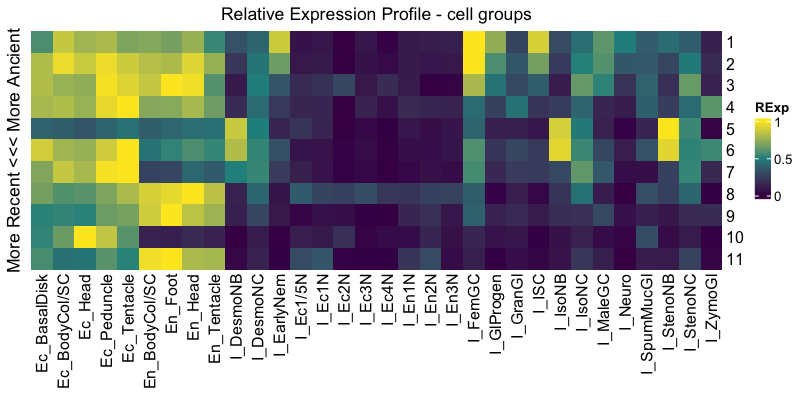 Relative Expression Profile - cell groups
More Recent <<< More Ancient
1
2
3
4
5
6
7
8
9
10
11
RExp
1
0.5
0
Ec_BasalDisk
Ec_BodyCol/SC
Ec_Head
Ec_Peduncle
Ec_Tentacle
En_BodyCol/SC
En_Foot
En_Head
En_Tentacle
I_DesmoNB
I_DesmoNC
I_EarlyNem
I_Ec1/5N
I_Ec1N
I_Ec2N
I_Ec3N
I_Ec4N
I_En1N
I_En2N
I_En3N
I_FemGC
I_GlProgen
I_GranGl
I_ISC
I_IsoNB
I_IsoNC
I_MaleGC
I_Neuro
I_SpumMucGl
I_StenoNB
I_StenoNC
I_ZymoGl